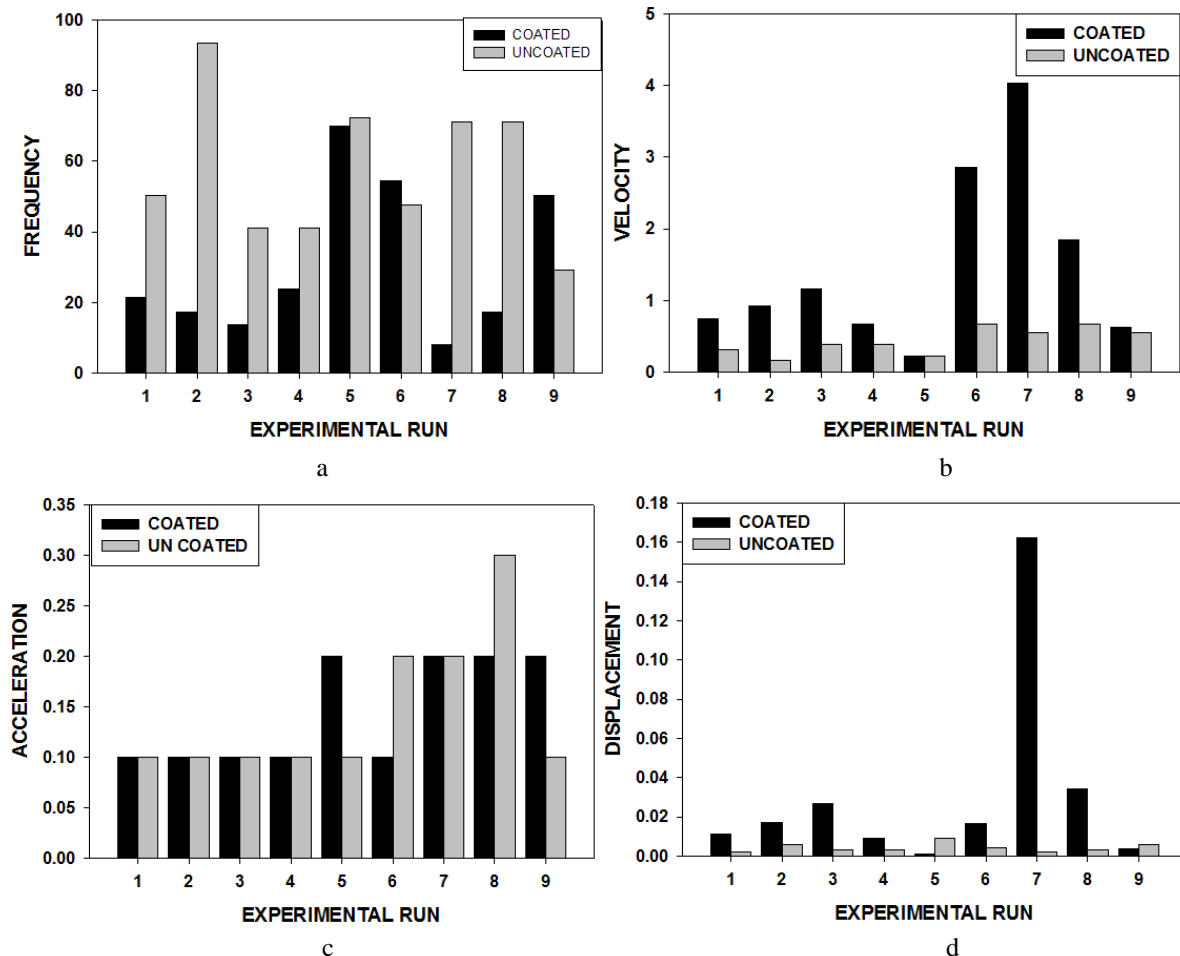 100
80
60
40
20
0
FREQUENCY
COATED
UNCOATED
1 2 3 4 5 6 7 8 9
EXPERIMENTAL RUN
a
5
4
3
2
1
0
VELOCITY
COATED
UNCOATED
1 2 3 4 5 6 7 8 9
EXPERIMENTAL RUN
b
0.35
0.30
0.25
0.20
0.15
0.10
0.05
0.00
ACCELERATION
COATED
UN COATED
1 2 3 4 5 6 7 8 9
EXPERIMENTAL RUN
c
0.18
0.16
0.14
0.12
0.10
0.08
0.06
0.04
0.02
0.00
DISPLACEMENT
COATED
UNCOATED
1 2 3 4 5 6 7 8 9
EXPERIMENTAL RUN
d